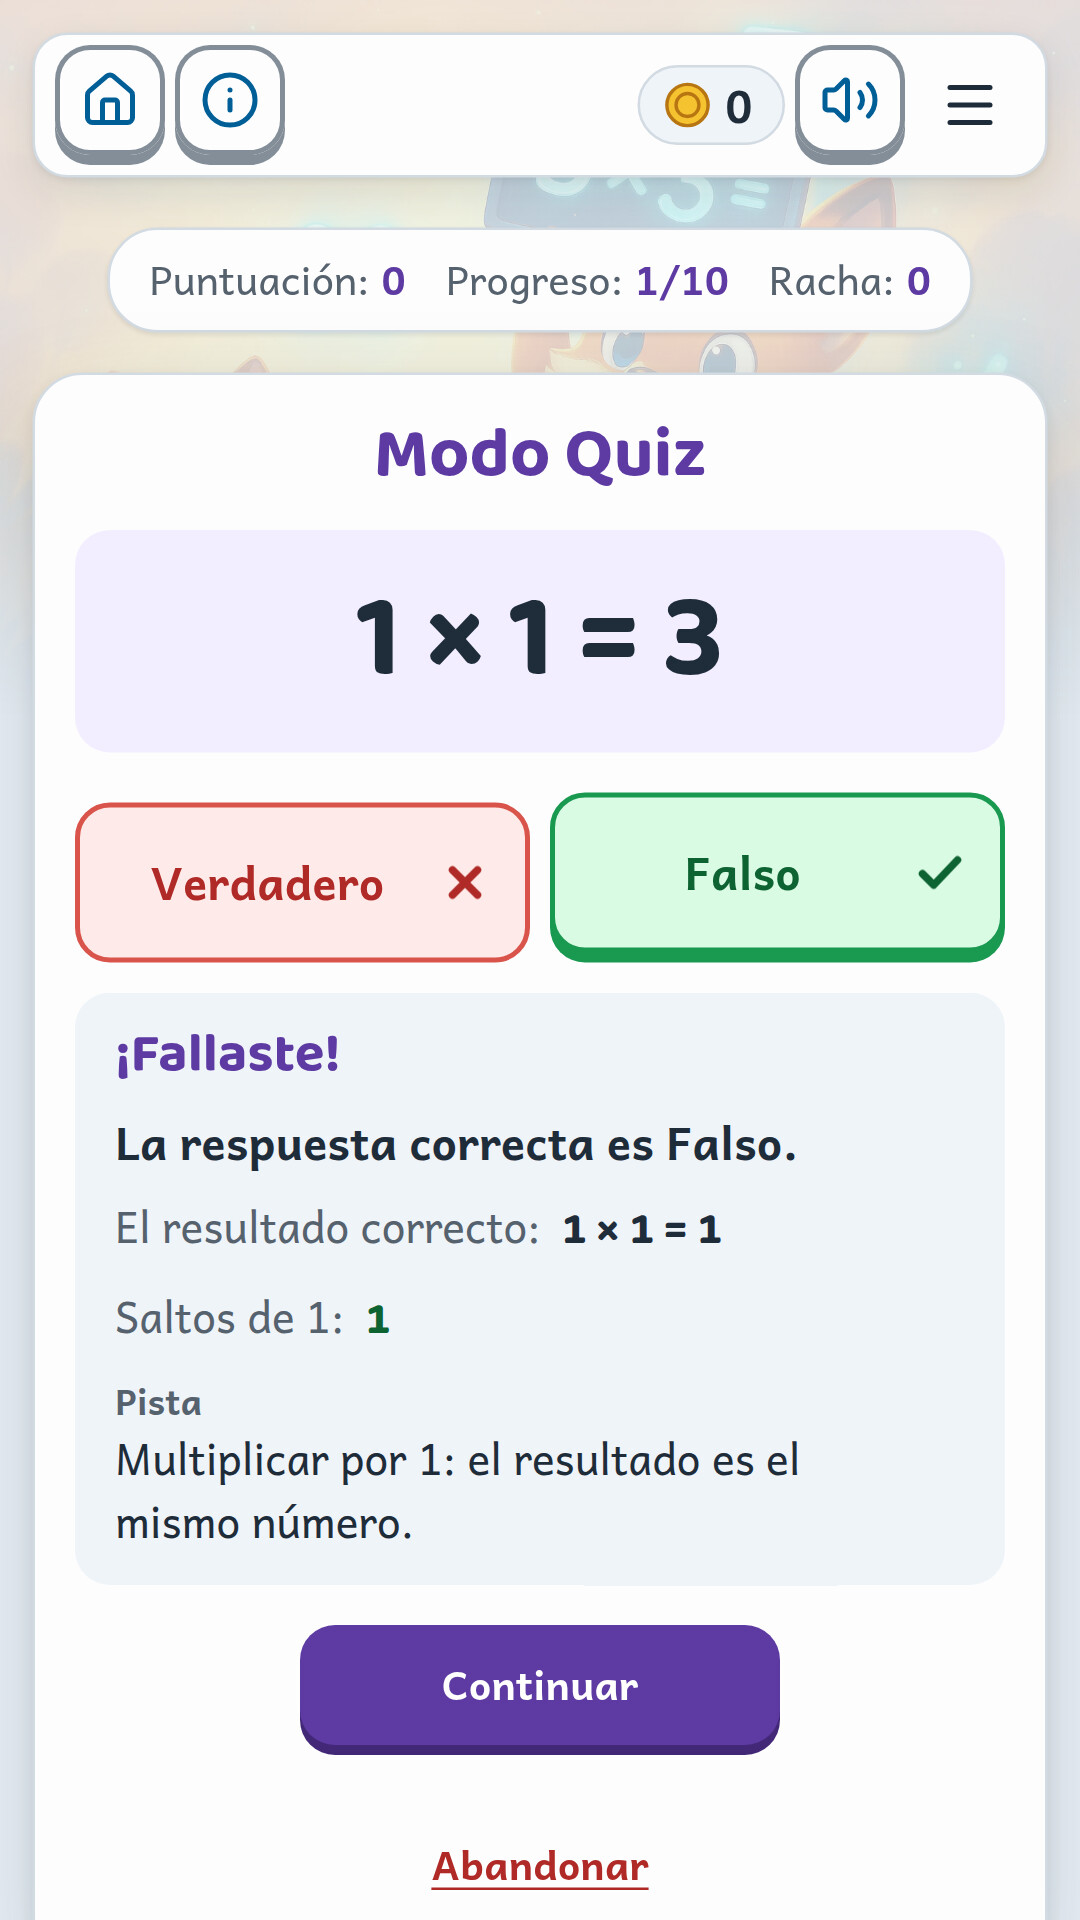 0
× 3 =
Puntuación: 0 Progreso: 1/10 Racha: 0
Modo Quiz
1 × 1 = 3
Verdadero
Falso
¡Fallaste!
La respuesta correcta es Falso.
El resultado correcto: 1 × 1 = 1
Saltos de 1: 1
Pista
Multiplicar por 1: el resultado es el
mismo número.
Continuar
Abandonar